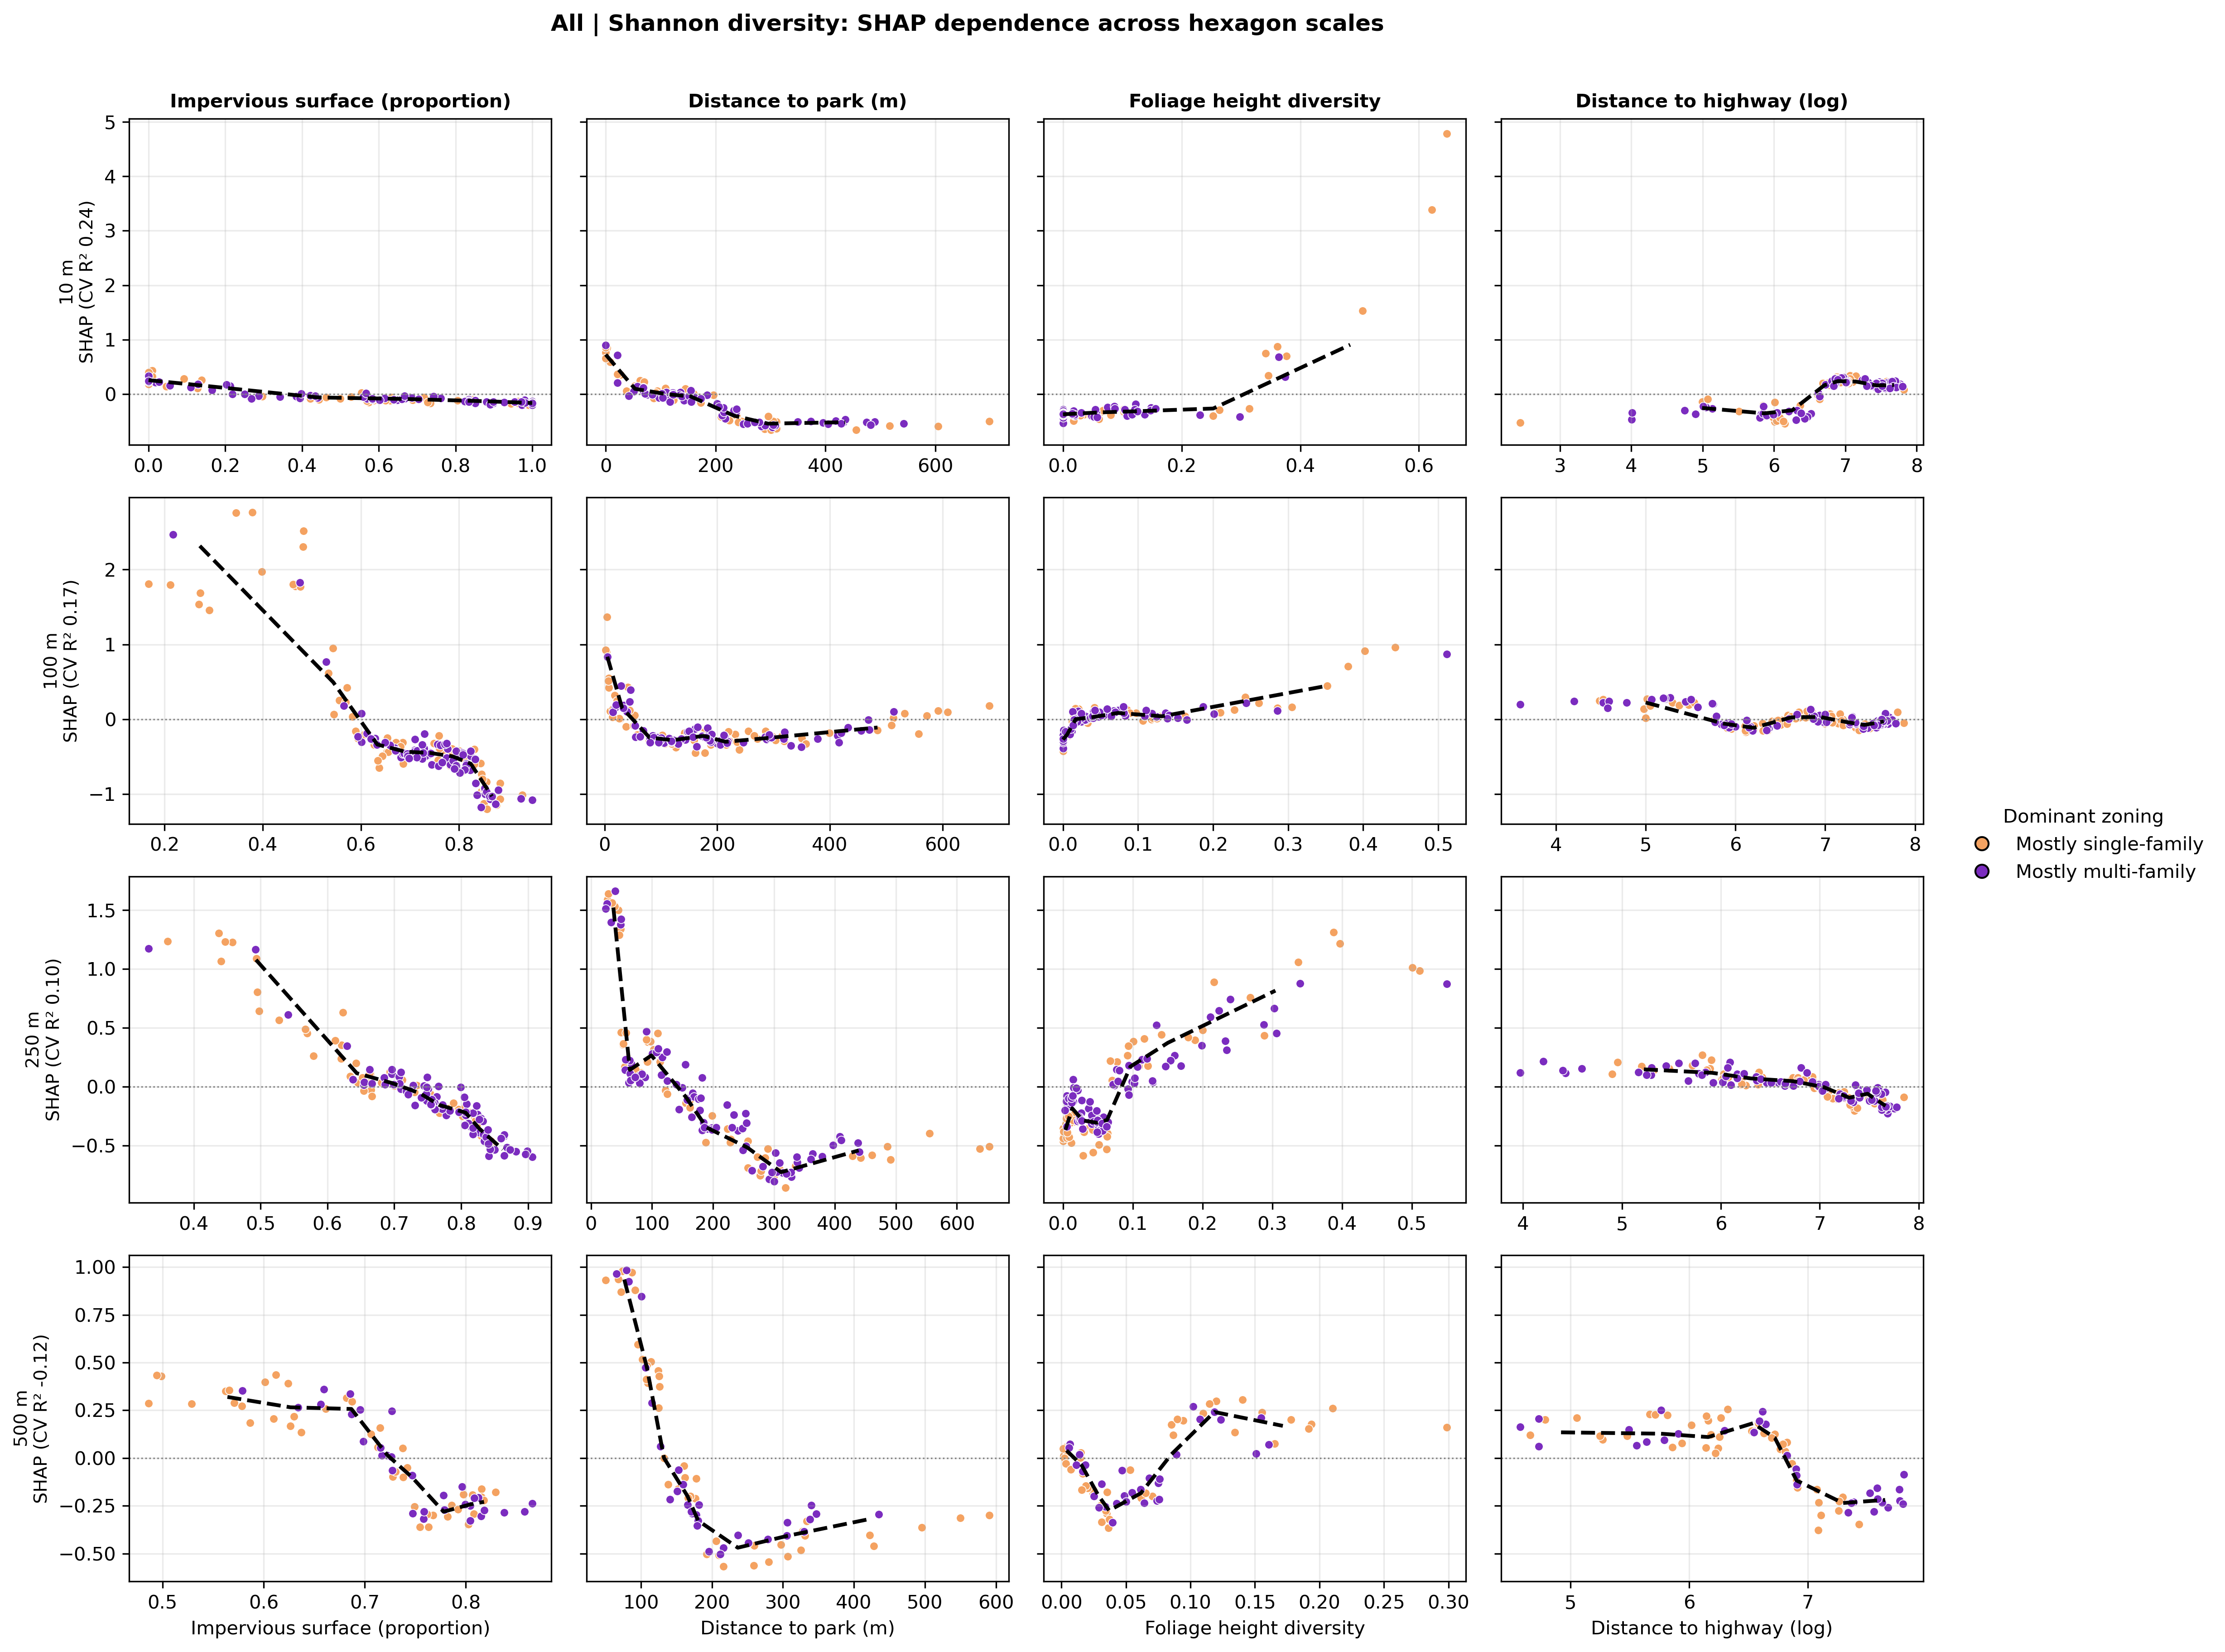 All | Shannon diversity: SHAP dependence across hexagon scales
Impervious surface (proportion)
Distance to park (m)
Foliage height diversity
Distance to highway (log)
10 m
SHAP (CV R² 0.24)
5
4
3
2
1
0
0.0 0.2 0.4 0.6 0.8 1.0
0 200 400 600
0.0 0.2 0.4 0.6
3 4 5 6 7 8
100 m
SHAP (CV R² 0.17)
2
1
0
−1
0.2 0.4 0.6 0.8
0 200 400 600
0.0 0.1 0.2 0.3 0.4 0.5
4 5 6 7 8
Dominant zoning
Mostly single-family
Mostly multi-family
250 m
SHAP (CV R² 0.10)
1.5
1.0
0.5
0.0
−0.5
0.4 0.5 0.6 0.7 0.8 0.9
0 100 200 300 400 500 600
0.0 0.1 0.2 0.3 0.4 0.5
4 5 6 7 8
500 m
SHAP (CV R² -0.12)
1.00
0.75
0.50
0.25
0.00
−0.25
−0.50
0.5 0.6 0.7 0.8
100 200 300 400 500 600
0.00 0.05 0.10 0.15 0.20 0.25 0.30
5 6 7
Impervious surface (proportion)
Distance to park (m)
Foliage height diversity
Distance to highway (log)